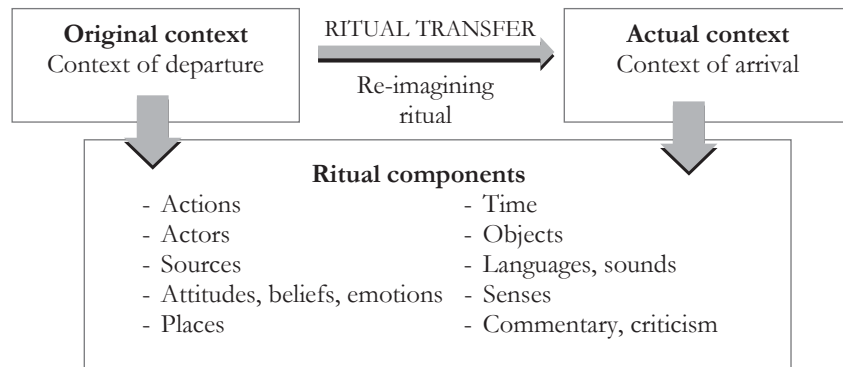 Original context
Context of departure
RITUAL TRANSFER
Re-imagining
ritual
Actual context
Context of arrival
Ritual components
- Actions
- Actors
- Sources
- Attitudes, beliefs, emotions
- Places
- Time
- Objects
- Languages, sounds
- Senses
- Commentary, criticism